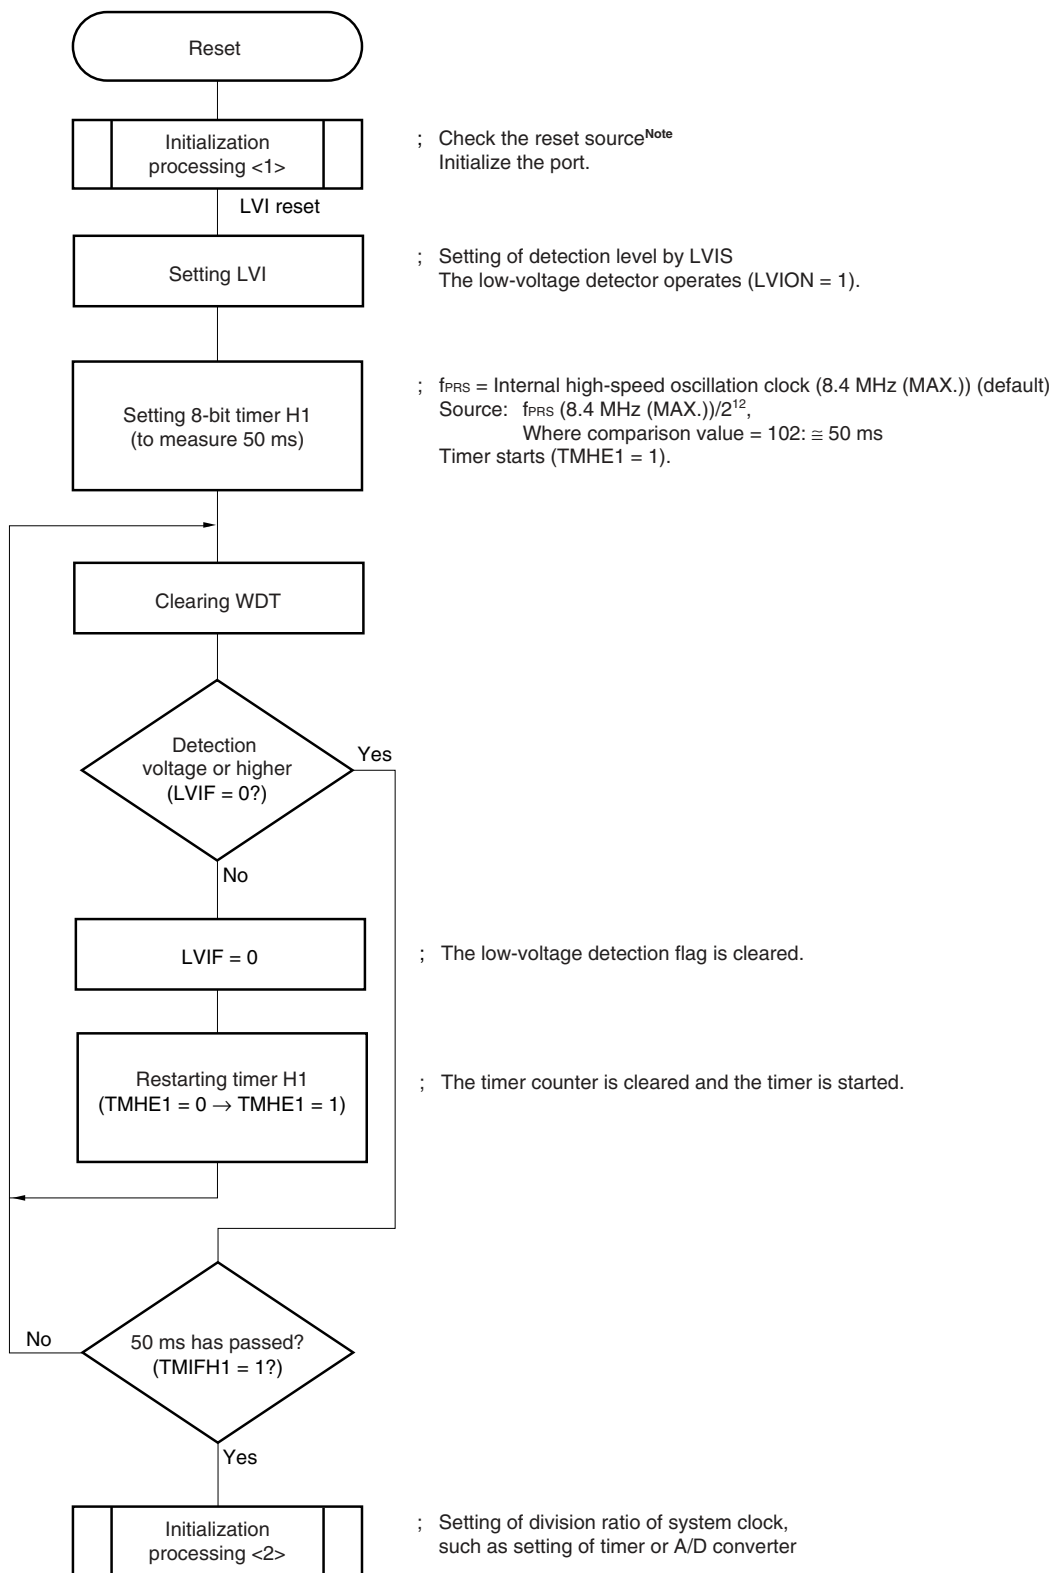 Reset
Initialization
processing <1>
; Check the reset sourceNote
Initialize the port.
LVI reset
Setting LVI
; Setting of detection level by LVIS
The low-voltage detector operates (LVION = 1).
Setting 8-bit timer H1
(to measure 50 ms)
; fPRS = Internal high-speed oscillation clock (8.4 MHz (MAX.)) (default)
Source: fPRS (8.4 MHz (MAX.))/2¹²,
Where comparison value = 102: ≅ 50 ms
Timer starts (TMHE1 = 1).
Clearing WDT
Detection
voltage or higher
(LVIF = 0?)
Yes
No
LVIF = 0
; The low-voltage detection flag is cleared.
Restarting timer H1
(TMHE1 = 0 → TMHE1 = 1)
; The timer counter is cleared and the timer is started.
No
50 ms has passed?
(TMIFH1 = 1?)
Yes
Initialization
processing <2>
; Setting of division ratio of system clock,
such as setting of timer or A/D converter